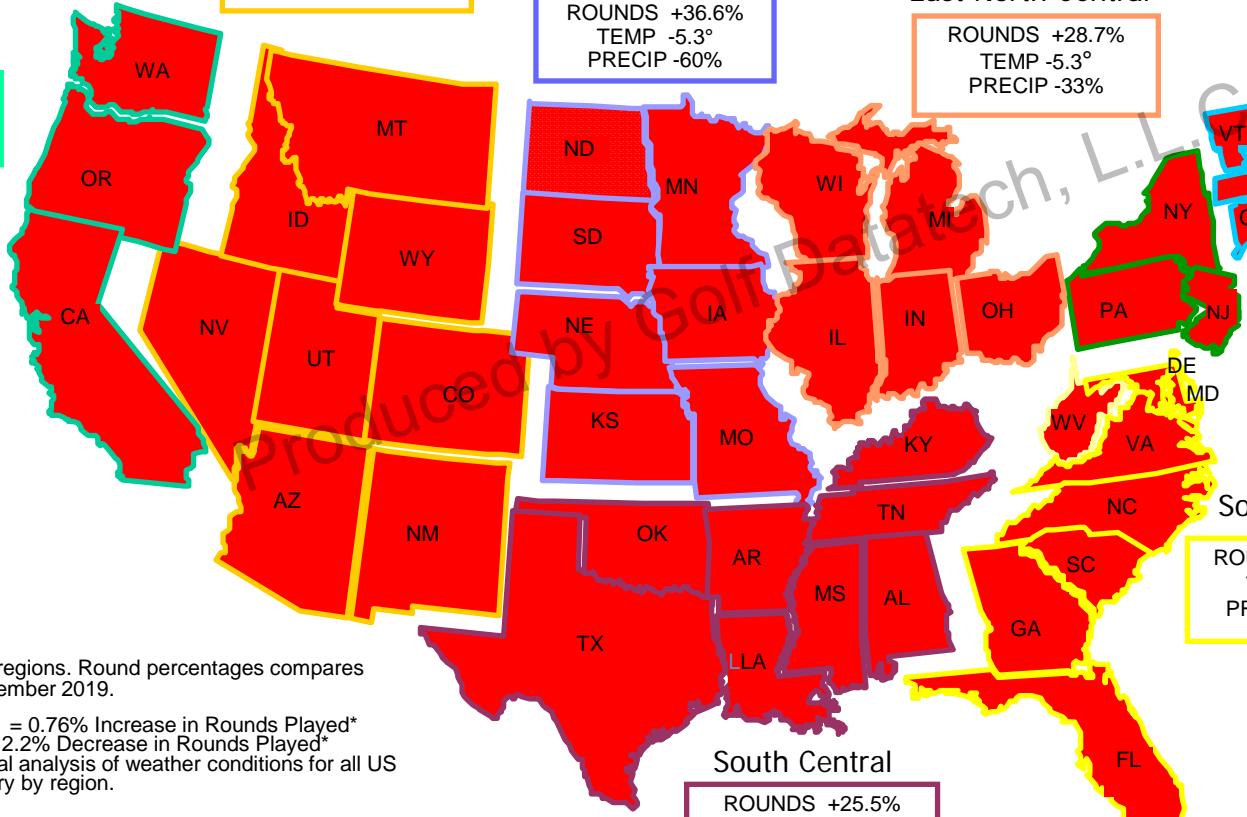 ROUNDS +36.6%
TEMP -5.3°
PRECIP -60%
ROUNDS +28.7%
TEMP -5.3°
PRECIP -33%
WA
OR
CA
MT
ID
WY
NV
UT
CO
AZ
NM
ND
SD
NE
KS
MN
IA
MO
WI
MI
IL
IN
OH
NY
PA
NJ
VT
DE
MD
WV
VA
NC
SC
GA
FL
KY
TN
OK
AR
MS
AL
TX
LLA
Produced by Golf Datatech, L.L.C
So
ROU
PR
regions. Round percentages compares
ember 2019.
= 0.76% Increase in Rounds Played*
2.2% Decrease in Rounds Played*
al analysis of weather conditions for all US
ry by region.
South Central
ROUNDS +25.5%